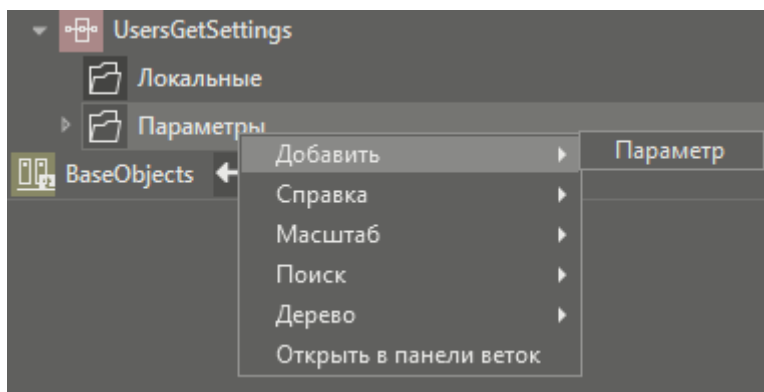 UsersGetSettings
Локальные
Параметры
Добавить
Параметр
BaseObjects
Справка
Масштаб
Поиск
Дерево
Открыть в панели веток